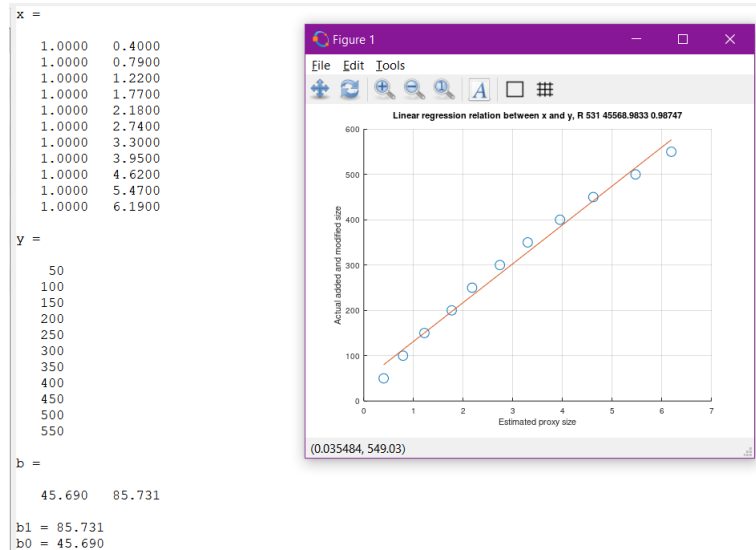 x =
1.0000 0.4000
1.0000 0.7900
1.0000 1.2200
1.0000 1.7700
1.0000 2.1800
1.0000 2.7400
1.0000 3.3000
1.0000 3.9500
1.0000 4.6200
1.0000 5.4700
1.0000 6.1900
y =
50
100
150
200
250
300
350
400
450
500
550
b =
45.690 85.731
b1 = 85.731
b0 = 45.690
Figure 1
File Edit Tools
A
Linear regression relation between x and y, R 531 45568.9833 0.98747
600
500
400
300
200
100
0
Actual added and modified size
0 1 2 3 4 5 6 7
Estimated proxy size
(0.035484, 549.03)